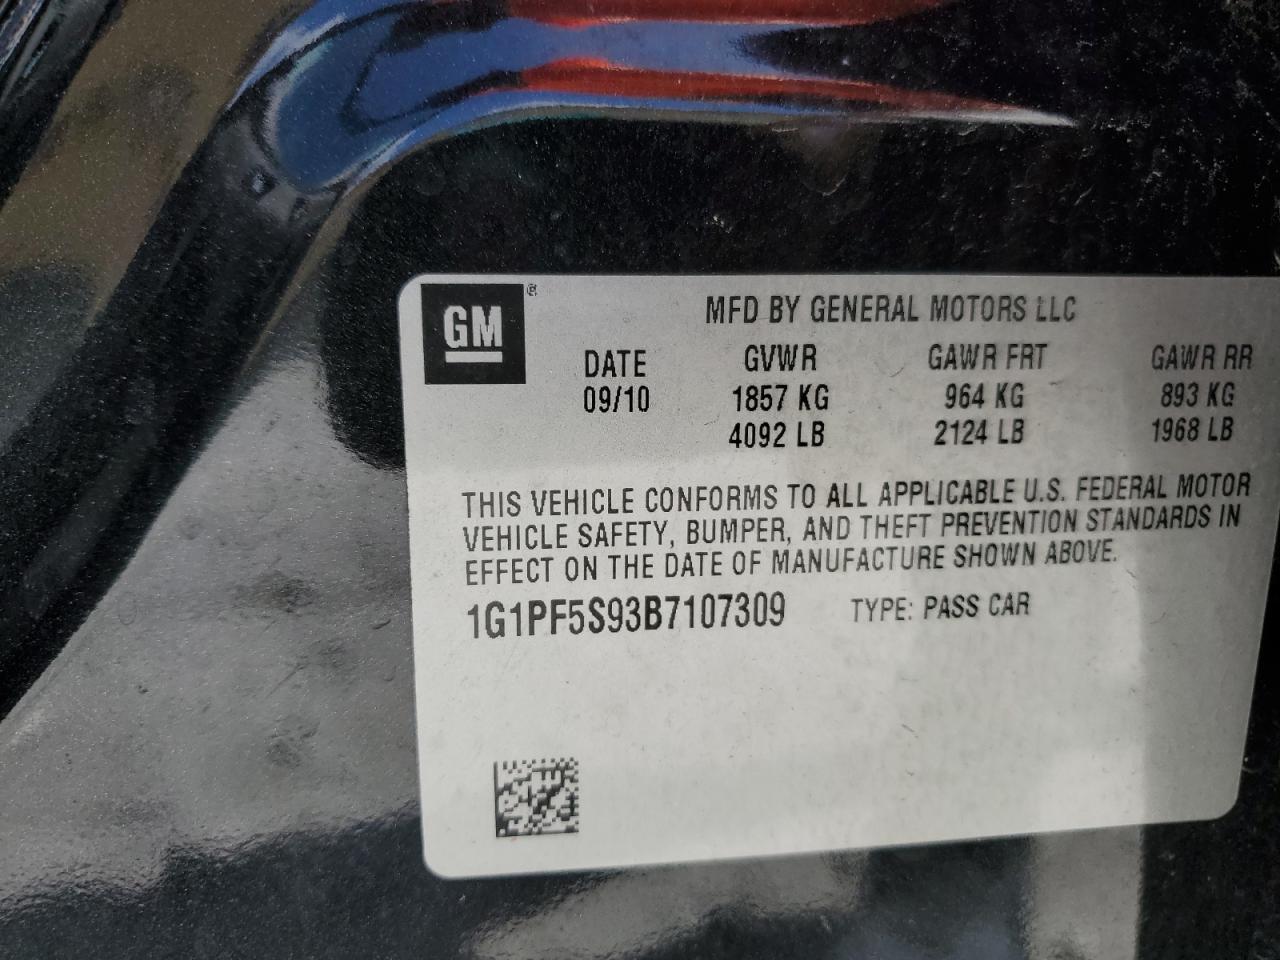 GM ®
MFD BY GENERAL MOTORS LLC
DATE GVWR GAWR FRT GAWR RR
09/10 1857 KG 964 KG 893 KG
4092 LB 2124 LB 1968 LB
THIS VEHICLE CONFORMS TO ALL APPLICABLE U.S. FEDERAL MOTOR
VEHICLE SAFETY, BUMPER, AND THEFT PREVENTION STANDARDS IN
EFFECT ON THE DATE OF MANUFACTURE SHOWN ABOVE.
1G1PF5S93B7107309 TYPE: PASS CAR